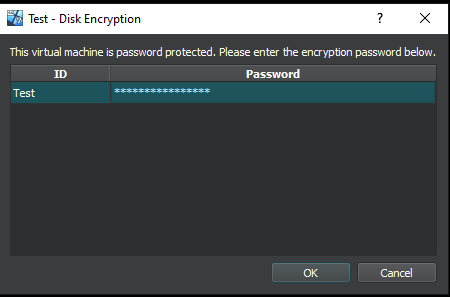 Test - Disk Encryption
This virtual machine is password protected. Please enter the encryption password below.
ID Password
Test ****************
OK Cancel